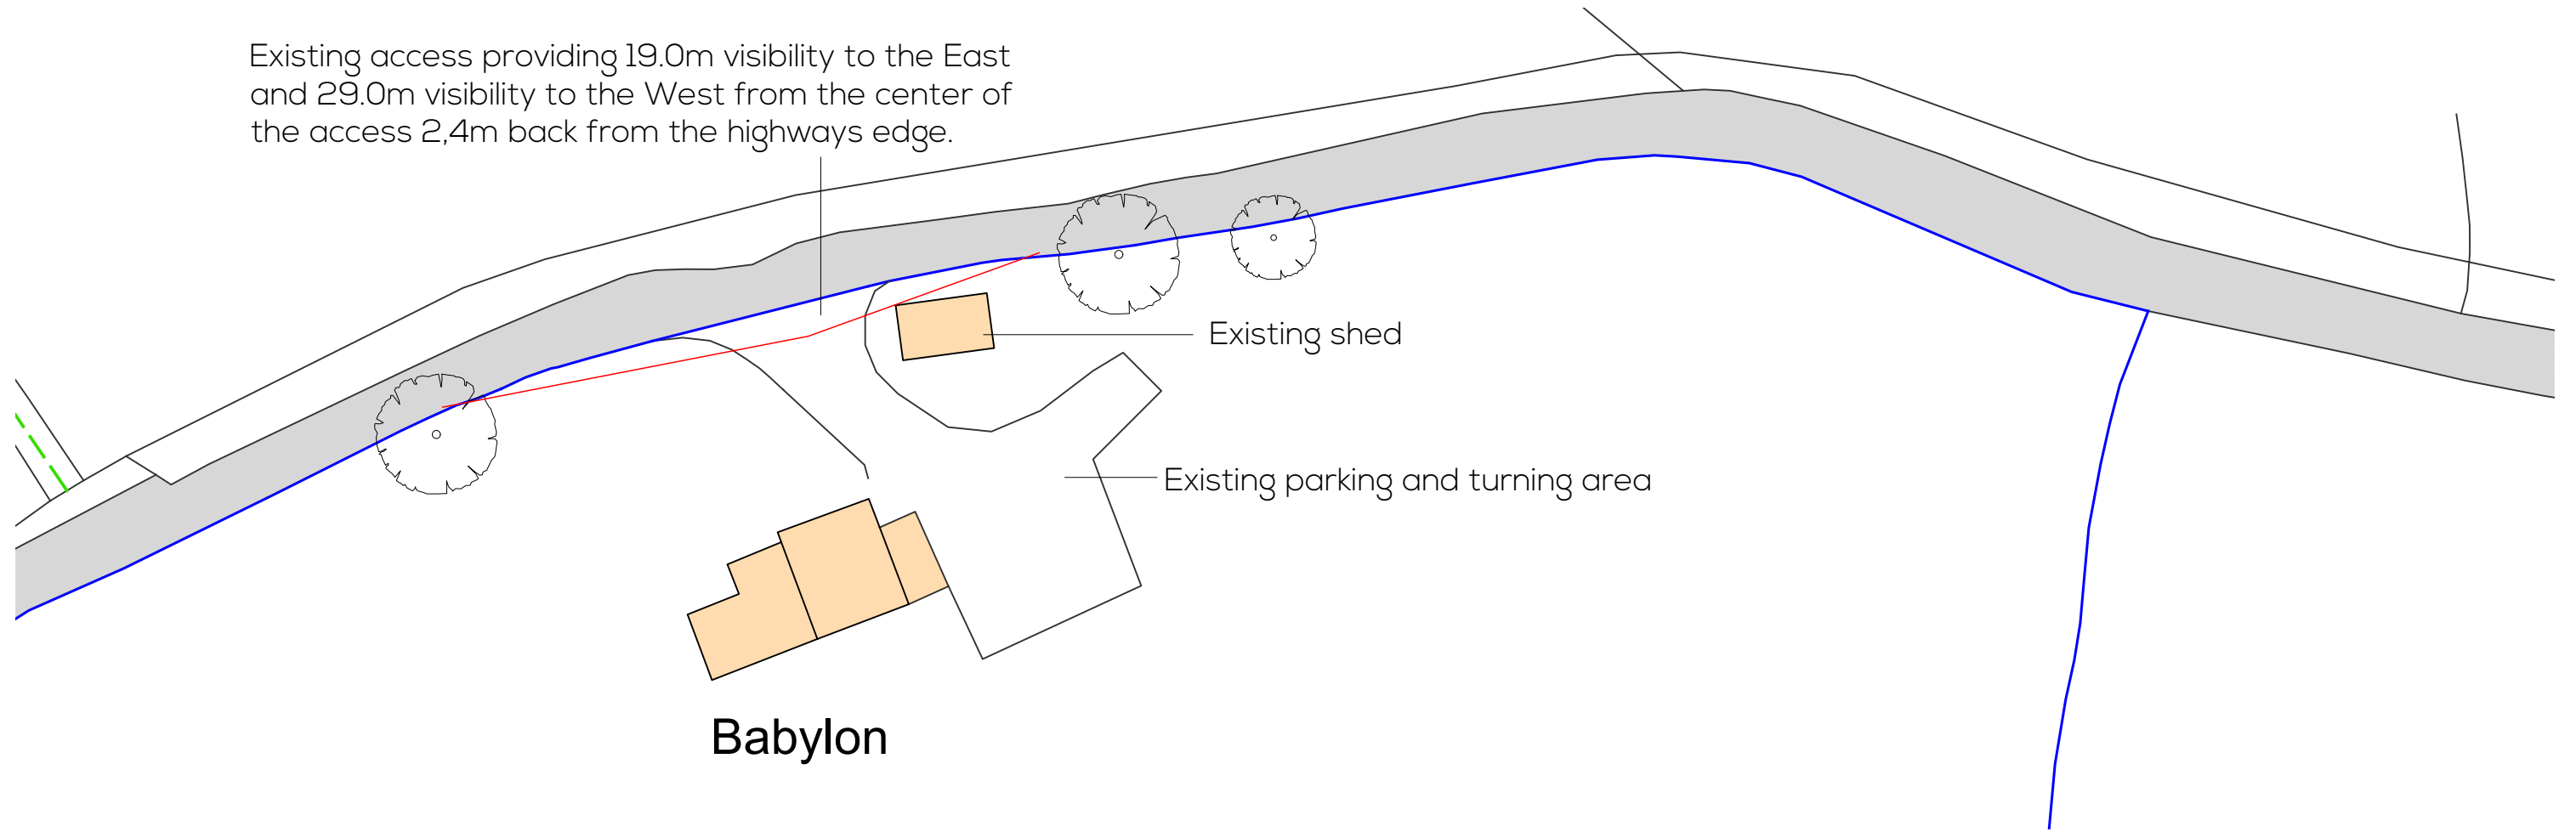 Existing access providing 19.0m visibility to the East
and 29.0m visibility to the West from the center of
the access 2,4m back from the highways edge.
Existing shed
Existing parking and turning area
Babylon